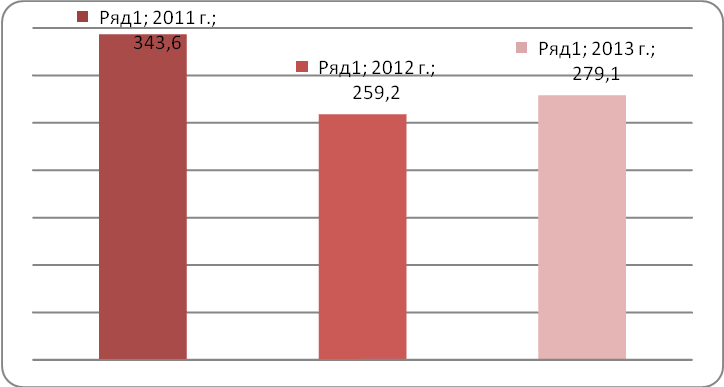 Ряд1; 2011 г.;
343,6
Ряд1; 2012 г.;
259,2
Ряд1; 2013 г.;
279,1